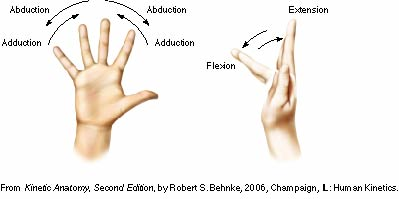 Abduction Abduction Extension
Adduction Adduction
Flexion
From Kinetic Anatomy, Second Edition, by Robert S. Behnke, 2006, Champaign, IL: Human Kinetics.